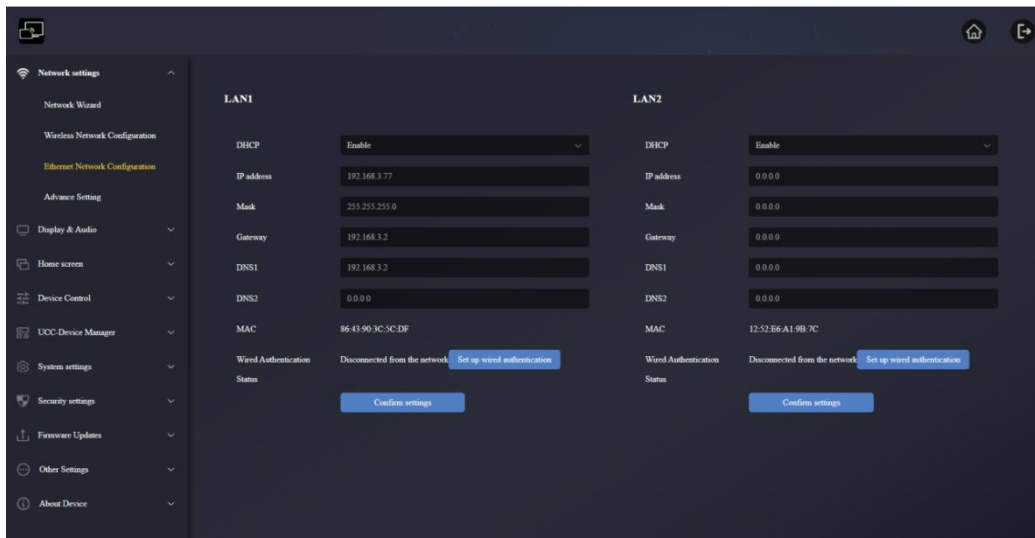 Network settings
Network Wizard
Wireless Network Configuration
Ethernet Network Configuration
Advance Setting
Display & Audio
Home screen
Device Control
UCC-Device Manager
System settings
Security settings
Firmware Updates
Other Settings
About Device
LAN1
DHCP Enable
IP address 192.168.3.77
Mask 255.255.255.0
Gateway 192.168.3.2
DNS1 192.168.3.2
DNS2 0.0.0.0
MAC 86:43:90:3C:5C:DF
Wired Authentication Disconnected from the network Set up wired authentication
Status
Confirm settings
LAN2
DHCP Enable
IP address 0.0.0.0
Mask 0.0.0.0
Gateway 0.0.0.0
DNS1 0.0.0.0
DNS2 0.0.0.0
MAC 12:52:E6:A1:9B:7C
Wired Authentication Disconnected from the network Set up wired authentication
Status
Confirm settings